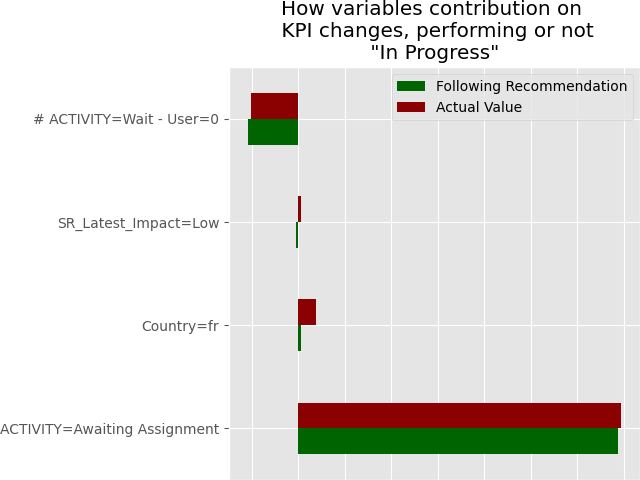 How variables contribution on
KPI changes, performing or not
"In Progress"
Following Recommendation
Actual Value
# ACTIVITY=Wait - User=0
SR_Latest_Impact=Low
Country=fr
ACTIVITY=Awaiting Assignment